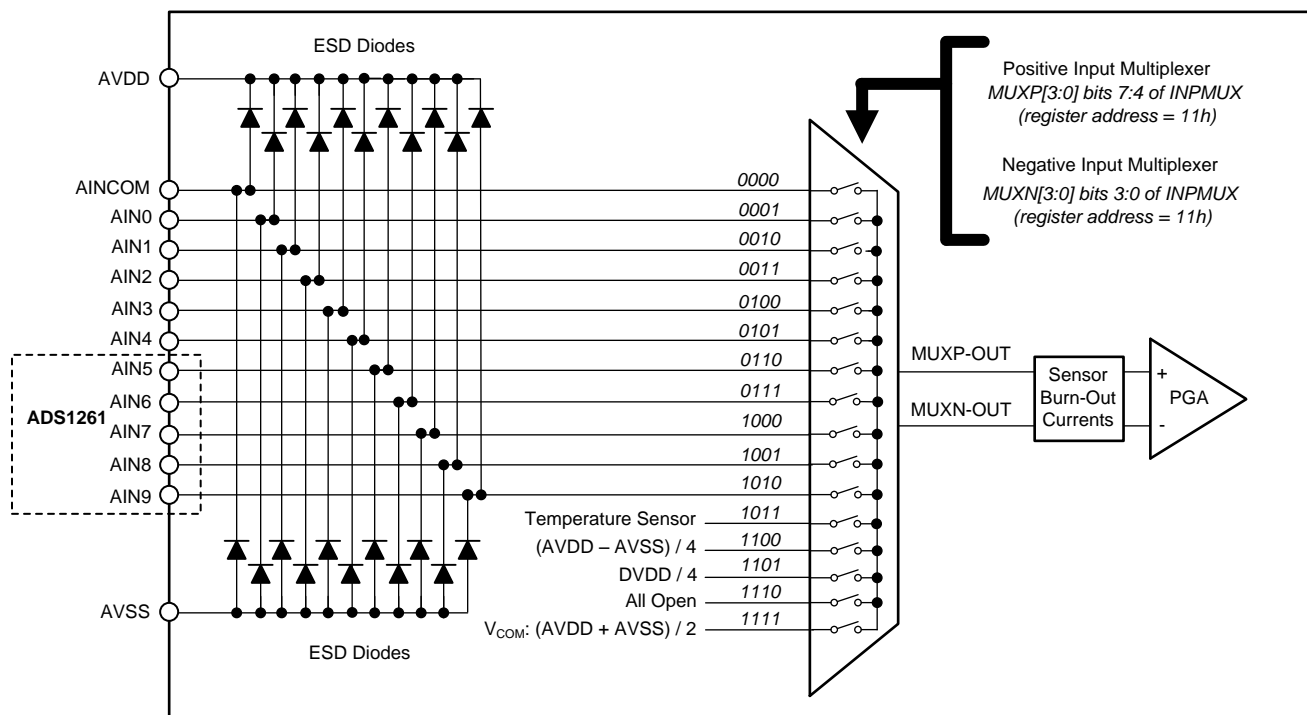 ESD Diodes
AVDD
AINCOM
AIN0
AIN1
AIN2
AIN3
AIN4
AIN5
AIN6
AIN7
AIN8
AIN9
ADS1261
AVSS
ESD Diodes
0000
0001
0010
0011
0100
0101
0110
0111
1000
1001
1010
Temperature Sensor 1011
(AVDD – AVSS) / 4 1100
DVDD / 4 1101
All Open 1110
VCOM: (AVDD + AVSS) / 2 1111
Positive Input Multiplexer
MUXP[3:0] bits 7:4 of INPMUX
(register address = 11h)
Negative Input Multiplexer
MUXN[3:0] bits 3:0 of INPMUX
(register address = 11h)
MUXP-OUT
MUXN-OUT
Sensor
Burn-Out
Currents
+
PGA
-